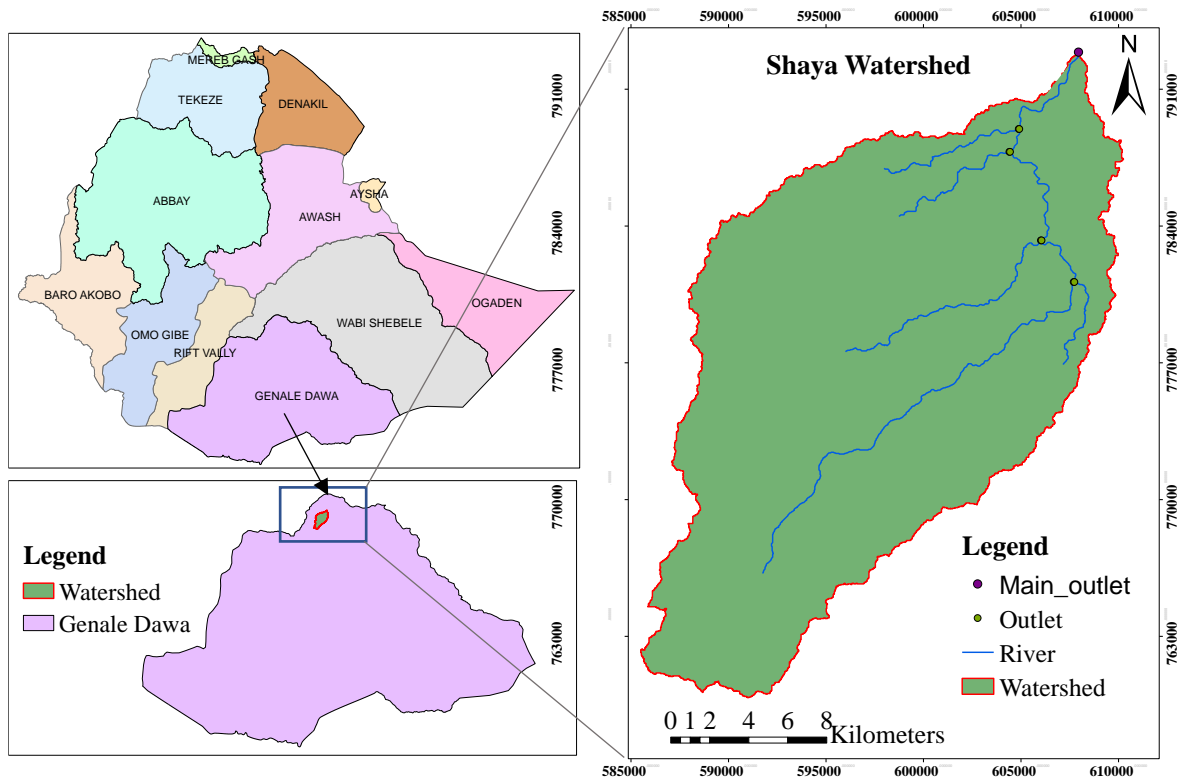 MEREB GASH
TEKEZE
DENAKIL
ABBAY
AYSHA
AWASH
BARO AKOBO
OGADEN
OMO GIBE
WABI SHEBELE
RIFT VALLEY
GENALE DAWA
Legend
Watershed
Genale Dawa
585000 590000 595000 600000 605000 610000
Shaya Watershed
N
791000 791000
784000 784000
777000 777000
770000 770000
763000 763000
Legend
Main_outlet
Outlet
River
Watershed
0 1 2 4 6 8
Kilometers
585000 590000 595000 600000 605000 610000